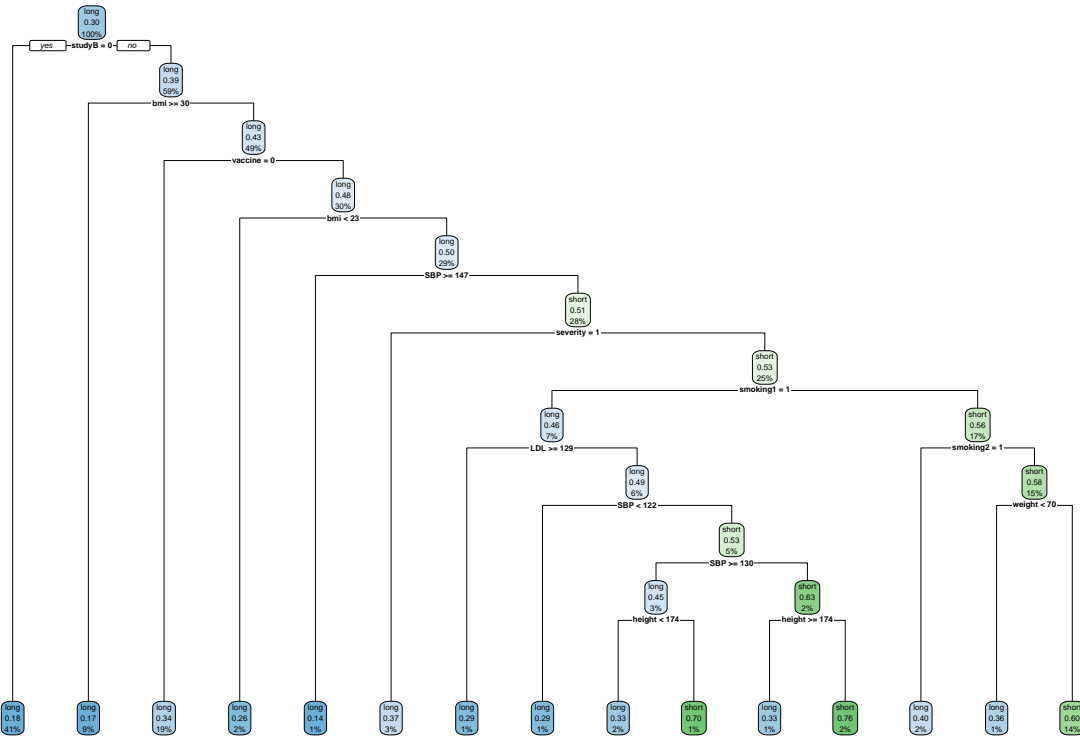 long
0.30
100%
yes studyB = 0 no
long
0.39
59%
bmi >= 30
long
0.43
49%
vaccine = 0
long
0.48
30%
bmi < 23
long
0.50
29%
SBP >= 147
short
0.51
28%
severity = 1
short
0.53
25%
smoking1 = 1
long short
0.46 0.56
7% 17%
LDL >= 129 smoking2 = 1
long short
0.49 0.58
6% 15%
SBP < 122 weight < 70
short
0.53
5%
SBP >= 130
long short
0.45 0.63
3% 2%
height < 174 height >= 174
long long long long long long long long long short long short long long short
0.18 0.17 0.34 0.26 0.14 0.37 0.29 0.29 0.33 0.70 0.33 0.76 0.40 0.36 0.60
41% 9% 19% 2% 1% 3% 1% 1% 2% 1% 1% 2% 2% 1% 14%